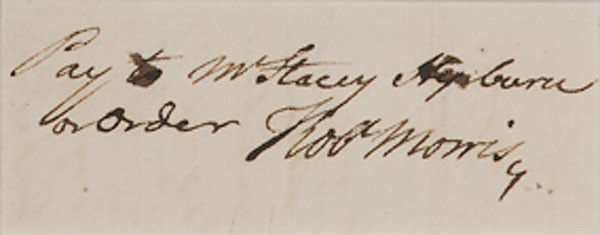 Pay to Mr Stacey Hepburn
or order Robt Morris